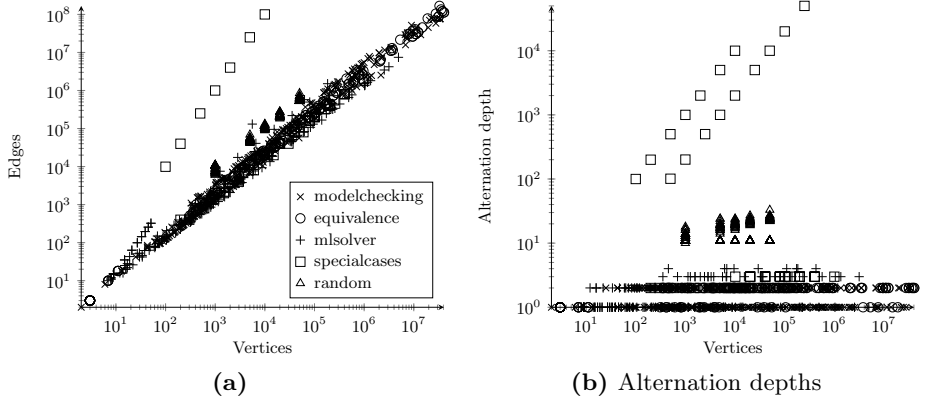 10^8
10^7
10^6
10^5
10^4
10^3
10^2
10^1
Edges
× modelchecking
○ equivalence
+ mlsolver
□ specialcases
△ random
10^1 10^2 10^3 10^4 10^5 10^6 10^7
Vertices
(a)
10^4
10^3
10^2
10^1
10^0
Alternation depth
10^1 10^2 10^3 10^4 10^5 10^6 10^7
Vertices
(b) Alternation depths